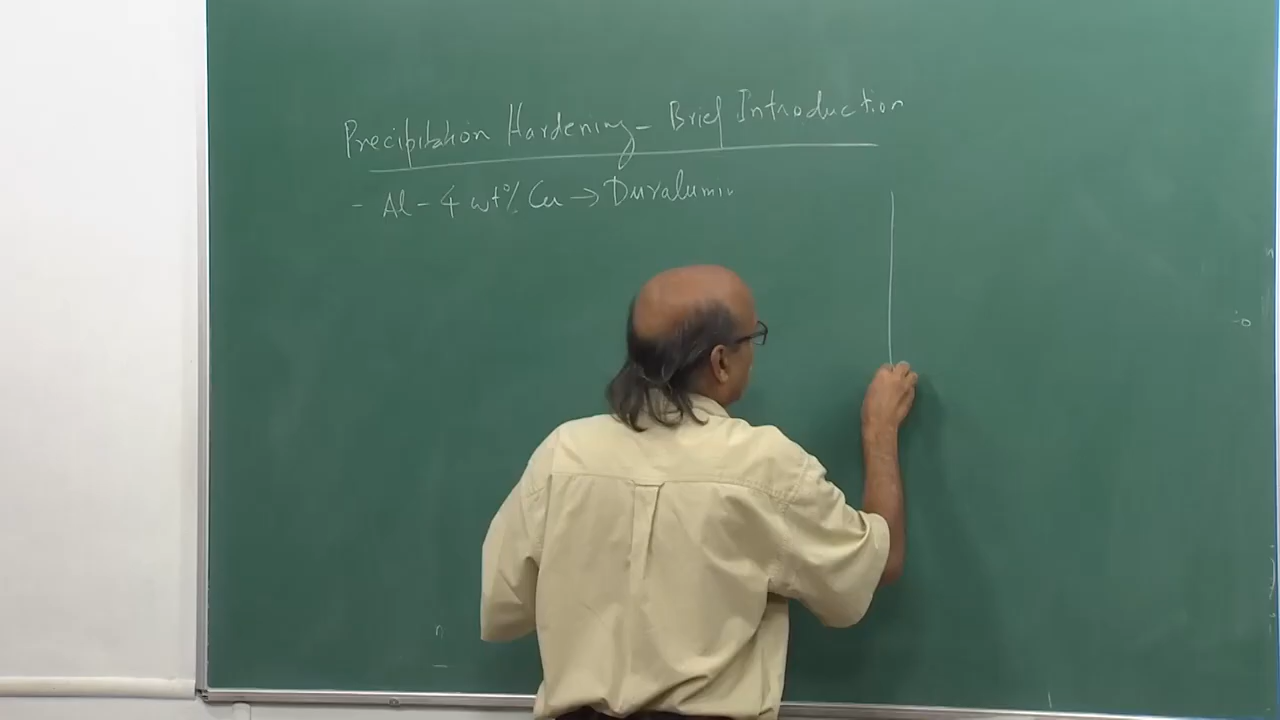 Precipitation Hardening - Brief Introduction
- Al - 4 wt% Cu → Duralumin
n